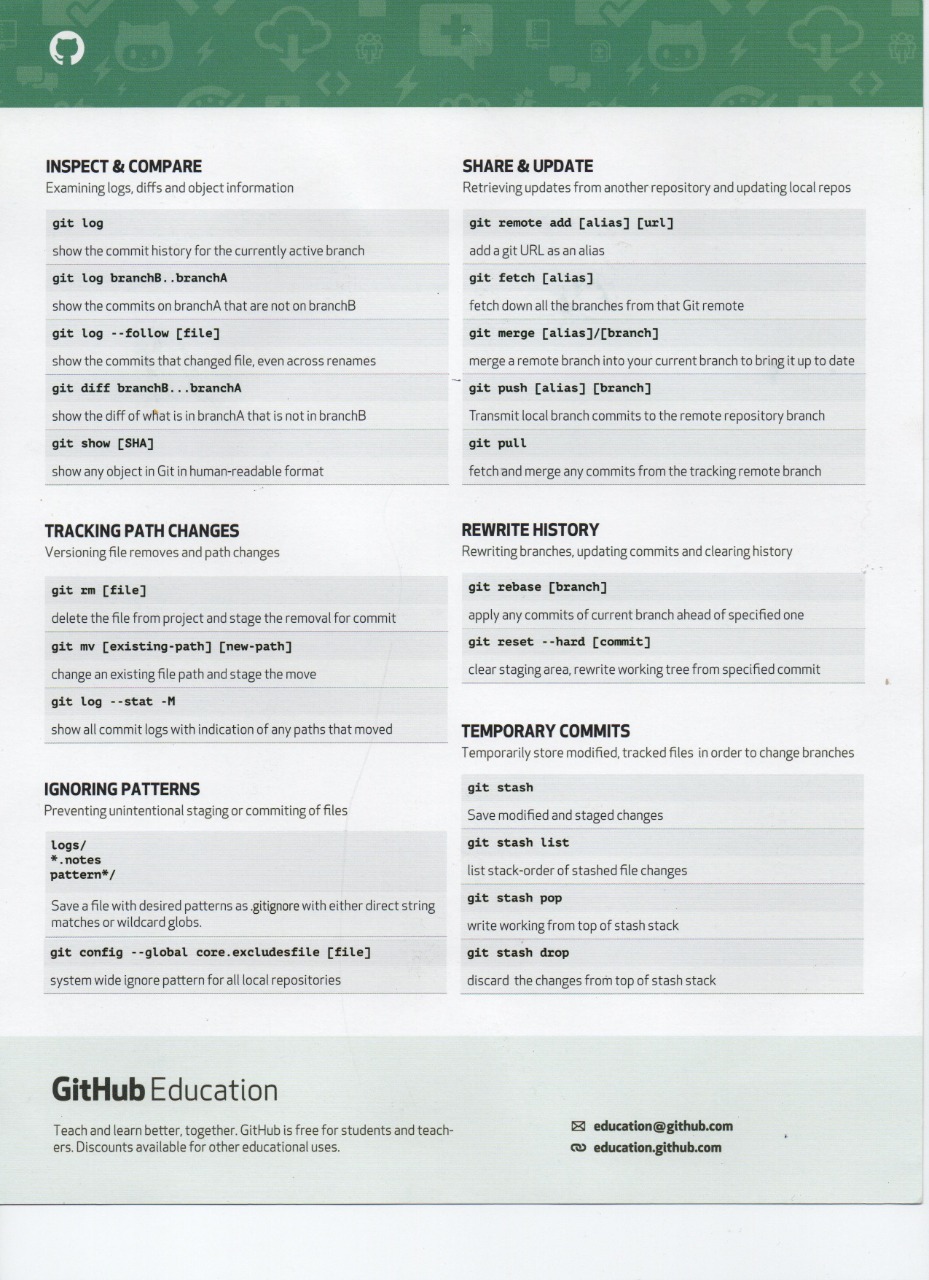 INSPECT & COMPARE
Examining logs, diffs and object information
git log
show the commit history for the currently active branch
git log branchB..branchA
show the commits on branchA that are not on branchB
git log --follow [file]
show the commits that changed file, even across renames
git diff branchB...branchA
show the diff of what is in branchA that is not in branchB
git show [SHA]
show any object in Git in human-readable format
TRACKING PATH CHANGES
Versioning file removes and path changes
git rm [file]
delete the file from project and stage the removal for commit
git mv [existing-path] [new-path]
change an existing file path and stage the move
git log --stat -M
show all commit logs with indication of any paths that moved
IGNORING PATTERNS
Preventing unintentional staging or commiting of files
logs/
*.notes
pattern*/
Save a file with desired patterns as .gitignore with either direct string
matches or wildcard globs.
git config --global core.excludesfile [file]
system wide ignore pattern for all local repositories
SHARE & UPDATE
Retrieving updates from another repository and updating local repos
git remote add [alias] [url]
add a git URL as an alias
git fetch [alias]
fetch down all the branches from that Git remote
git merge [alias]/[branch]
merge a remote branch into your current branch to bring it up to date
git push [alias] [branch]
Transmit local branch commits to the remote repository branch
git pull
fetch and merge any commits from the tracking remote branch
REWRITE HISTORY
Rewriting branches, updating commits and clearing history
git rebase [branch]
apply any commits of current branch ahead of specified one
git reset --hard [commit]
clear staging area, rewrite working tree from specified commit
TEMPORARY COMMITS
Temporarily store modified, tracked files in order to change branches
git stash
Save modified and staged changes
git stash list
list stack-order of stashed file changes
git stash pop
write working from top of stash stack
git stash drop
discard the changes from top of stash stack
GitHub Education
Teach and learn better, together. GitHub is free for students and teach-
ers. Discounts available for other educational uses.
education@github.com
education.github.com